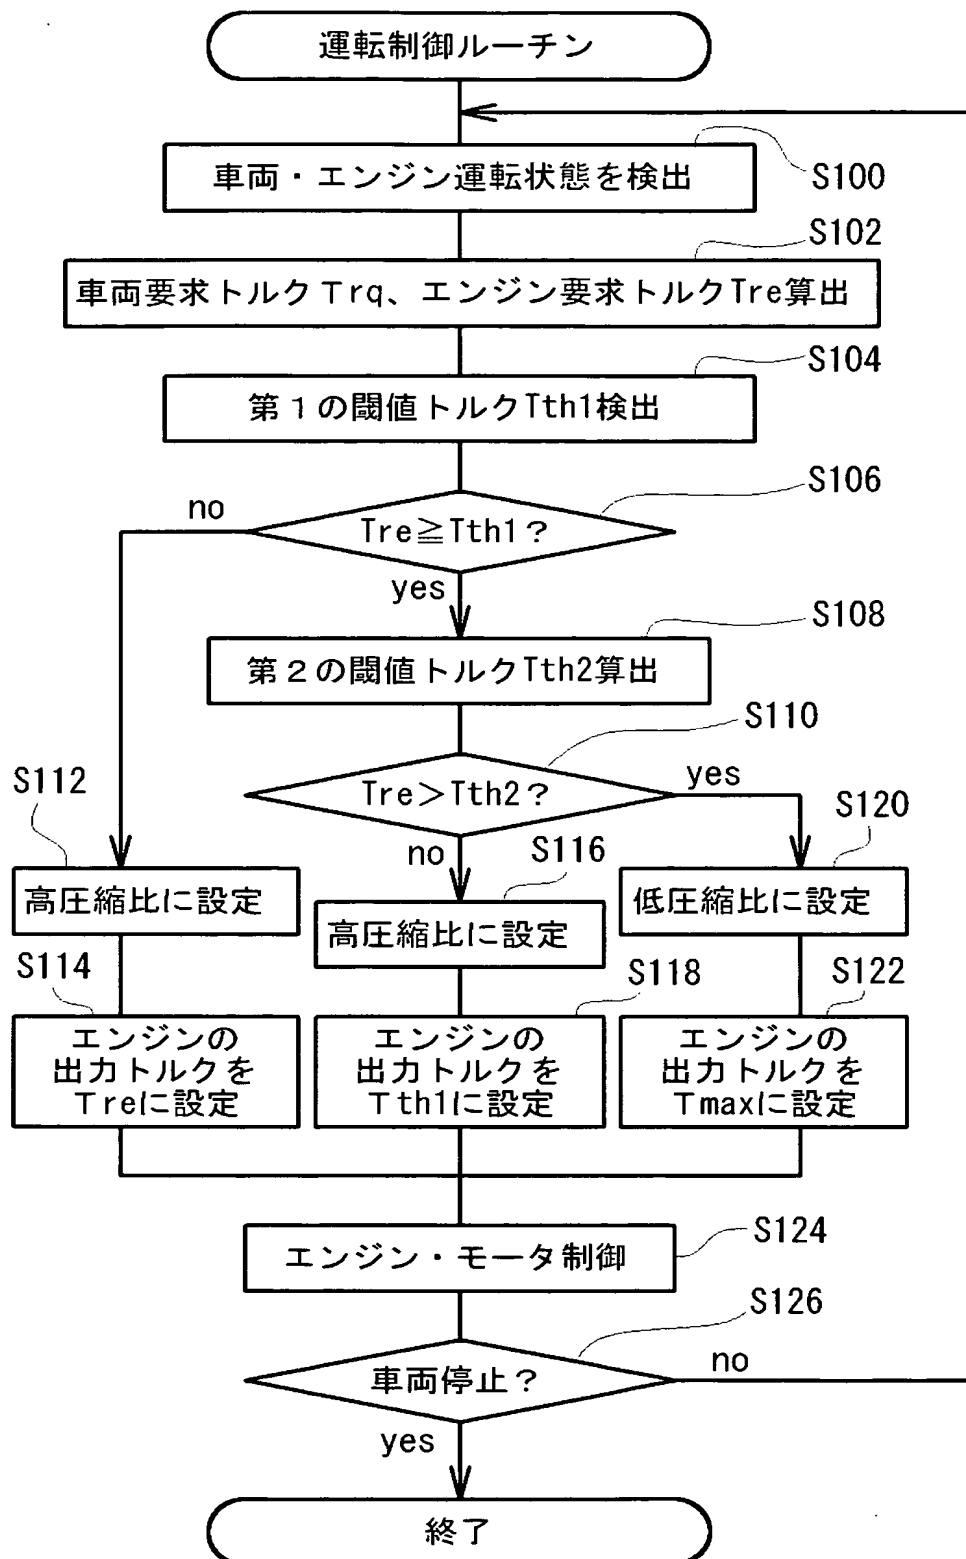 運転制御ルーチン
車両・エンジン運転状態を検出
S100
S102
車両要求トルクTrq、エンジン要求トルクTre算出
S104
第1の閾値トルクTth1検出
S106
no
Tre≧Tth1?
yes
S108
第2の閾値トルクTth2算出
S110
Tre>Tth2?
yes
no
S112
高圧縮比に設定
S116
高圧縮比に設定
S120
低圧縮比に設定
S114
エンジンの
出力トルクを
Treに設定
S118
エンジンの
出力トルクを
Tth1に設定
S122
エンジンの
出力トルクを
Tmaxに設定
エンジン・モータ制御
S124
S126
車両停止?
no
yes
終了